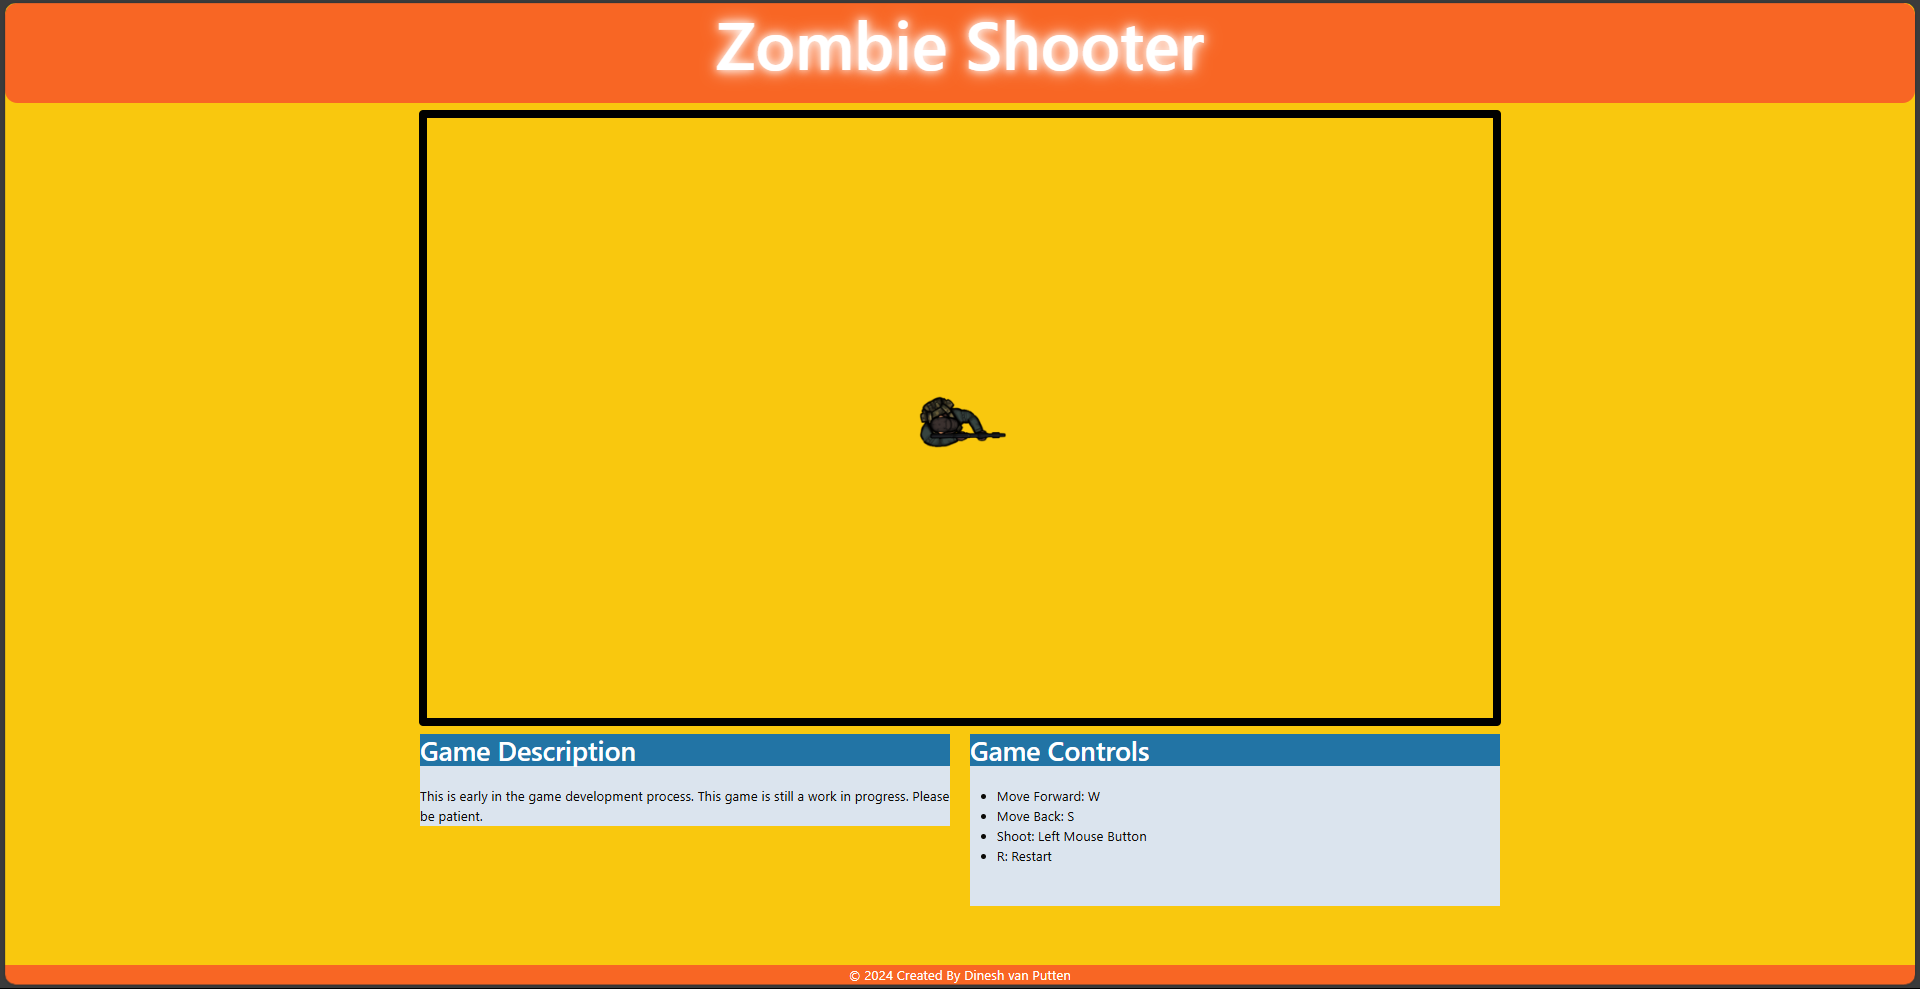 Zombie Shooter
Game Description
This is early in the game development process. This game is still a work in progress. Please
be patient.
Game Controls
Move Forward: W
Move Back: S
Shoot: Left Mouse Button
R: Restart
© 2024 Created By Dinesh van Putten